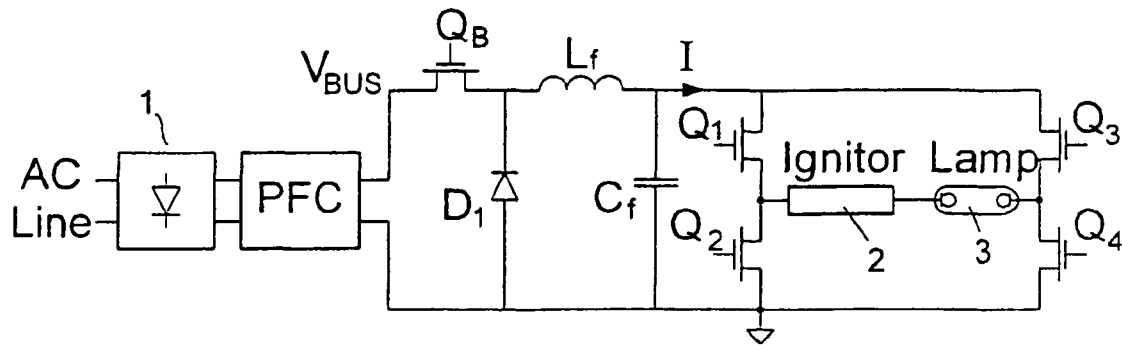 Q_B
V_BUS
L_f
I
1
Q_1
Q_3
AC
Line
PFC
D_1
C_f
Ignitor Lamp
Q_2
2
3
Q_4